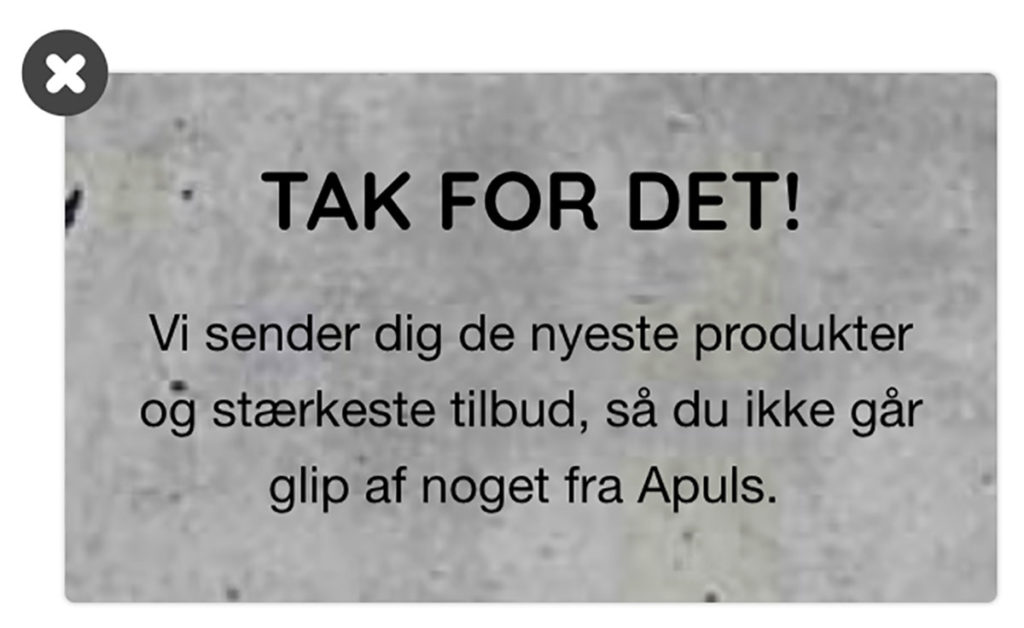 TAK FOR DET!
Vi sender dig de nyeste produkter
og stærkeste tilbud, så du ikke går
glip af noget fra Apuls.